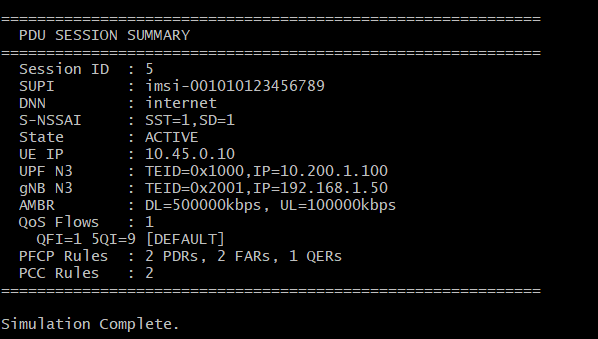 ============================================================
PDU SESSION SUMMARY
============================================================
Session ID  : 5
SUPI        : imsi-001010123456789
DNN         : internet
S-NSSAI     : SST=1,SD=1
State       : ACTIVE
UE IP       : 10.45.0.10
UPF N3      : TEID=0x1000,IP=10.200.1.100
gNB N3      : TEID=0x2001,IP=192.168.1.50
AMBR        : DL=500000kbps, UL=100000kbps
QoS Flows   : 1
QFI=1 5QI=9 [DEFAULT]
PFCP Rules  : 2 PDRs, 2 FARs, 1 QERs
PCC Rules   : 2
============================================================
Simulation Complete.